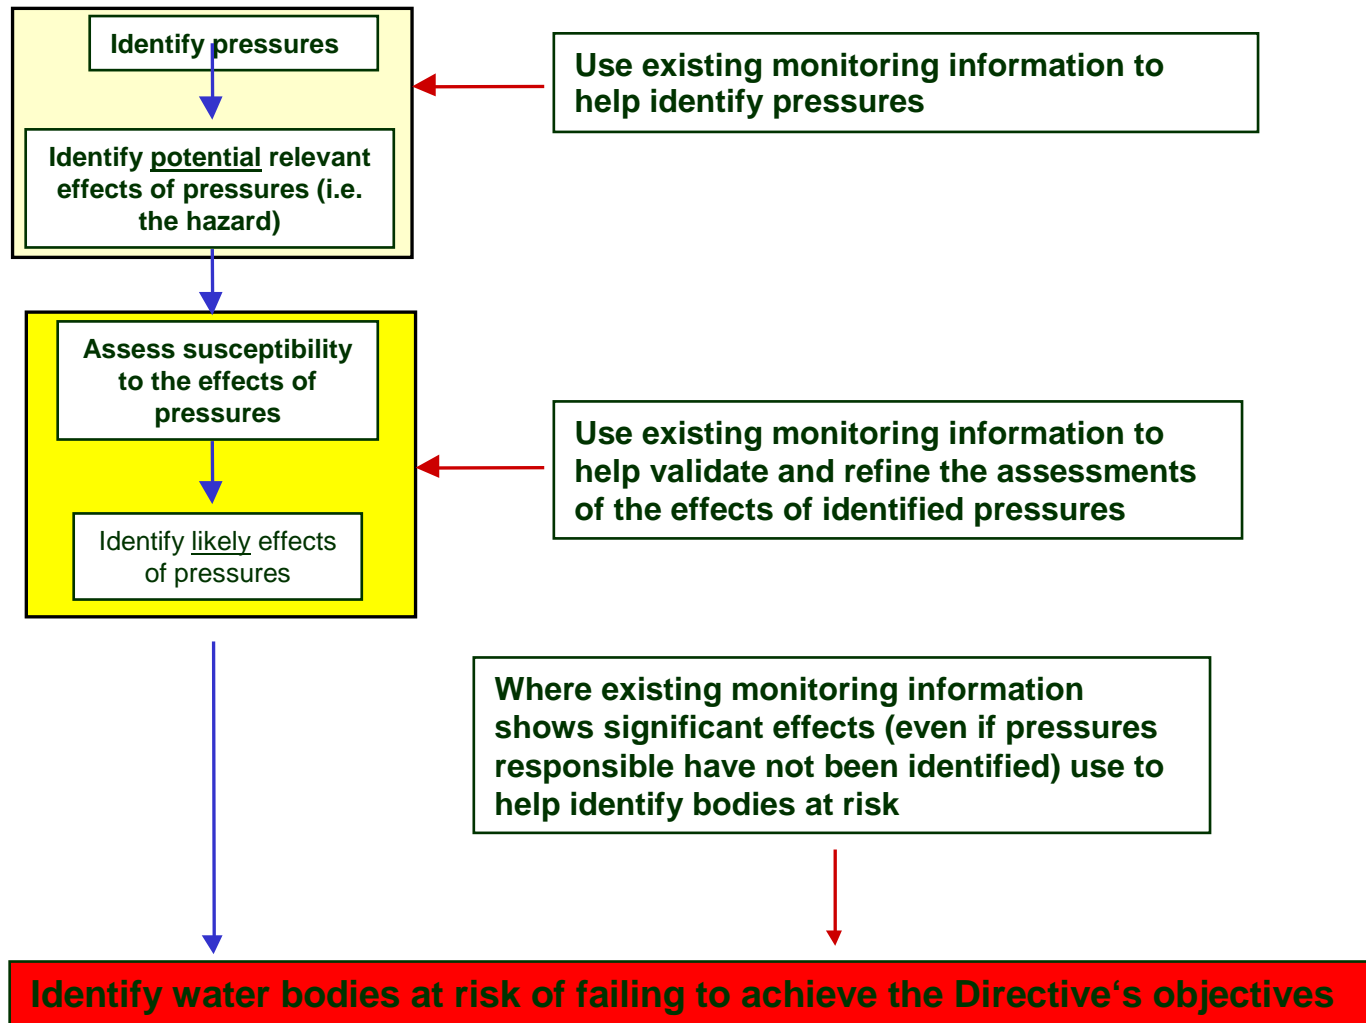 Identify pressures
Use existing monitoring information to
help identify pressures
Identify potential relevant
effects of pressures (i.e.
the hazard)
Assess susceptibility
to the effects of
pressures
Use existing monitoring information to
help validate and refine the assessments
of the effects of identified pressures
Identify likely effects
of pressures
Where existing monitoring information
shows significant effects (even if pressures
responsible have not been identified) use to
help identify bodies at risk
Identify water bodies at risk of failing to achieve the Directive‘s objectives